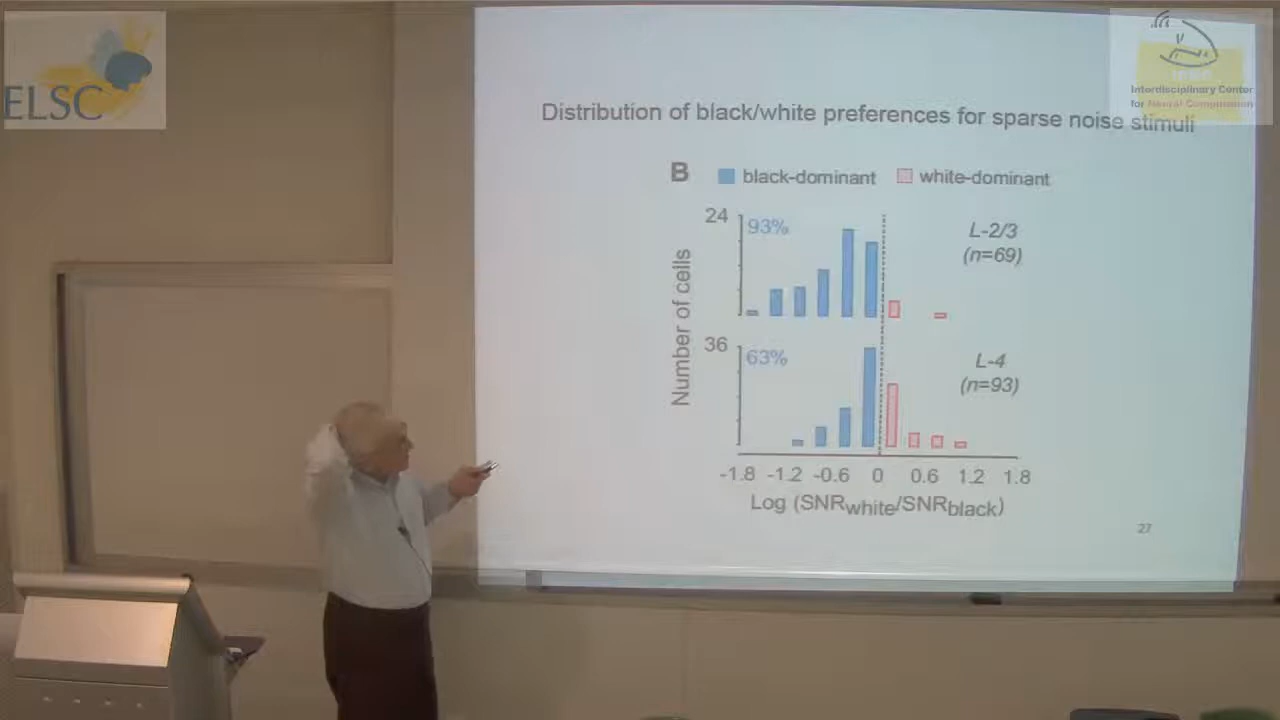 ELSC
Interdisciplinary Center
for Neural Computation
Distribution of black/white preferences for sparse noise stimuli
B
black-dominant
white-dominant
24
93%
L-2/3
(n=69)
Number of cells
36
63%
L-4
(n=93)
-1.8 -1.2 -0.6 0 0.6 1.2 1.8
Log (SNRwhite/SNRblack)
27